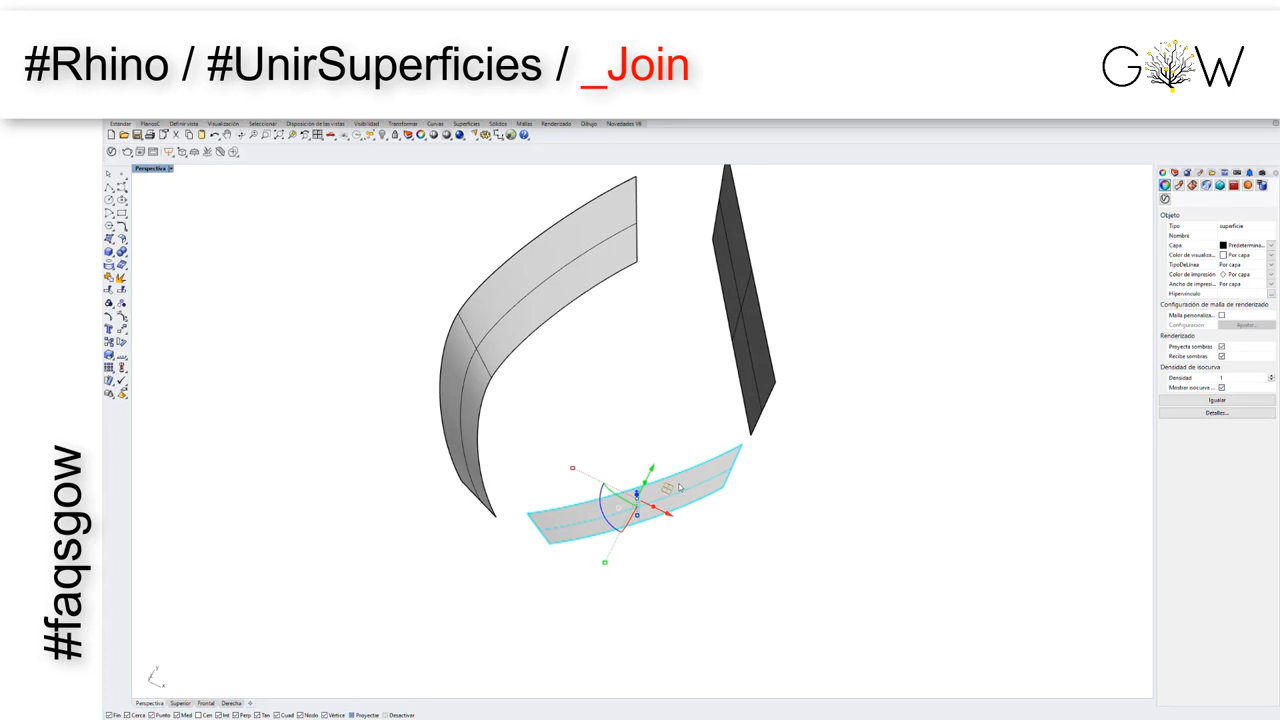 #Rhino / #UnirSuperficies / _Join
GOW
#faqsgow
Estándar PlanosC Definir vista Visualización Seleccionar Disposición de las vistas Visibilidad Transformar Curvas Superficies Sólidos Mallas Renderizado Dibujo Novedades V6
Perspectiva
Objeto
Tipo superficie
Nombre
Capa Predetermina...
Color de visualiza... Por capa
TipoDeLínea Por capa
Color de impresión Por capa
Ancho de impresi... Por capa
Hipervínculo ...
Configuración de malla de renderizado
Malla personaliza...
Configuración Ajustar...
Renderizado
Proyecta sombras
Recibe sombras
Densidad de isocurva
Densidad 1
Mostrar isocurva...
Igualar
Detalles...
y
x
Perspectiva Superior Frontal Derecha
Fin Cerca Punto Med Cen Int Perp Tan Cuad Nodo Vértice Proyectar Desactivar